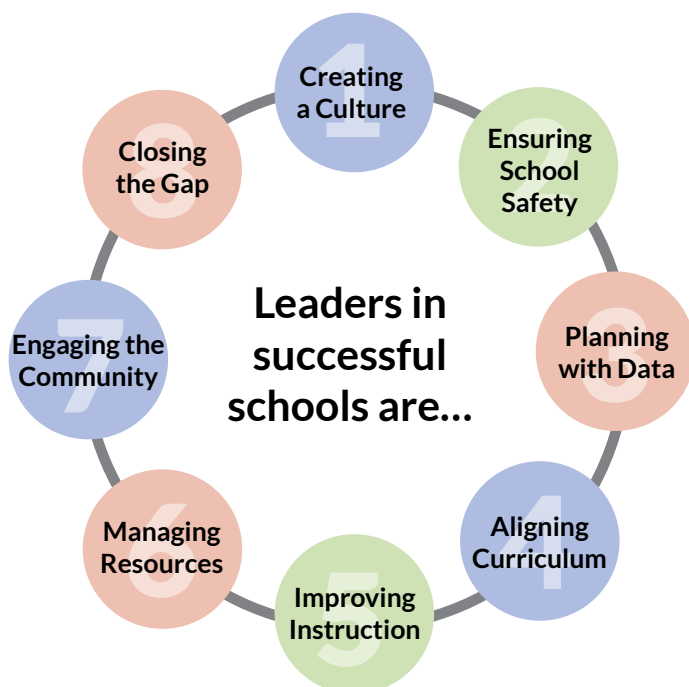 Leaders in
successful
schools are...
1
Creating
a Culture
2
Ensuring
School
Safety
3
Planning
with Data
4
Aligning
Curriculum
5
Improving
Instruction
6
Managing
Resources
7
Engaging the
Community
8
Closing
the Gap